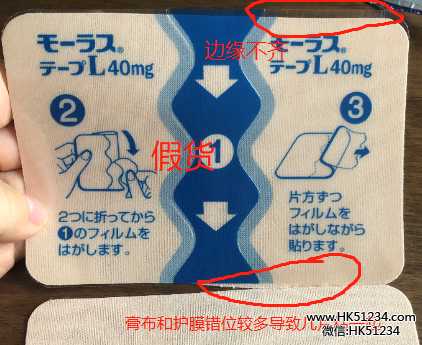 モーラス®
テープL40mg
边缘不齐
モーラス®
テープL40mg
2
1
3
假货
2つに折ってから
1のフィルムを
はがします。
片方ずつ
フィルムを
はがしながら
貼ります。
膏布和护膜错位较多导致
www.HK51234.com
微信:HK51234